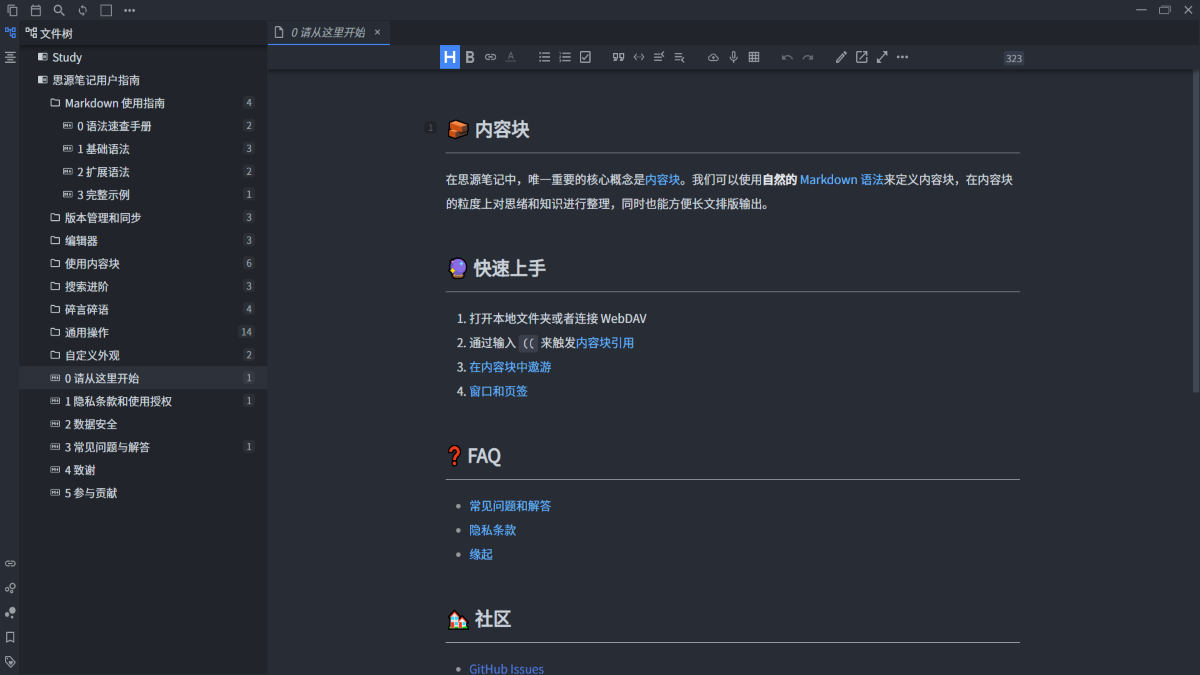 文件树
Study
思源笔记用户指南
Markdown 使用指南 4
0 语法速查手册 2
1 基础语法 3
2 扩展语法 2
3 完整示例 1
版本管理和同步 3
编辑器 3
使用内容块 6
搜索进阶 3
碎言碎语 4
通用操作 14
自定义外观 2
0 请从这里开始 1
1 隐私条款和使用授权 1
2 数据安全
3 常见问题与解答 1
4 致谢
5 参与贡献
0 请从这里开始
H B A 323
1 内容块
在思源笔记中，唯一重要的核心概念是内容块。我们可以使用自然的 Markdown 语法来定义内容块，在内容块
的粒度上对思绪和知识进行整理，同时也能方便长文排版输出。
快速上手
1. 打开本地文件夹或者连接 WebDAV
2. 通过输入 (( 来触发内容块引用
3. 在内容块中遨游
4. 窗口和页签
FAQ
常见问题和解答
隐私条款
缘起
社区
GitHub Issues